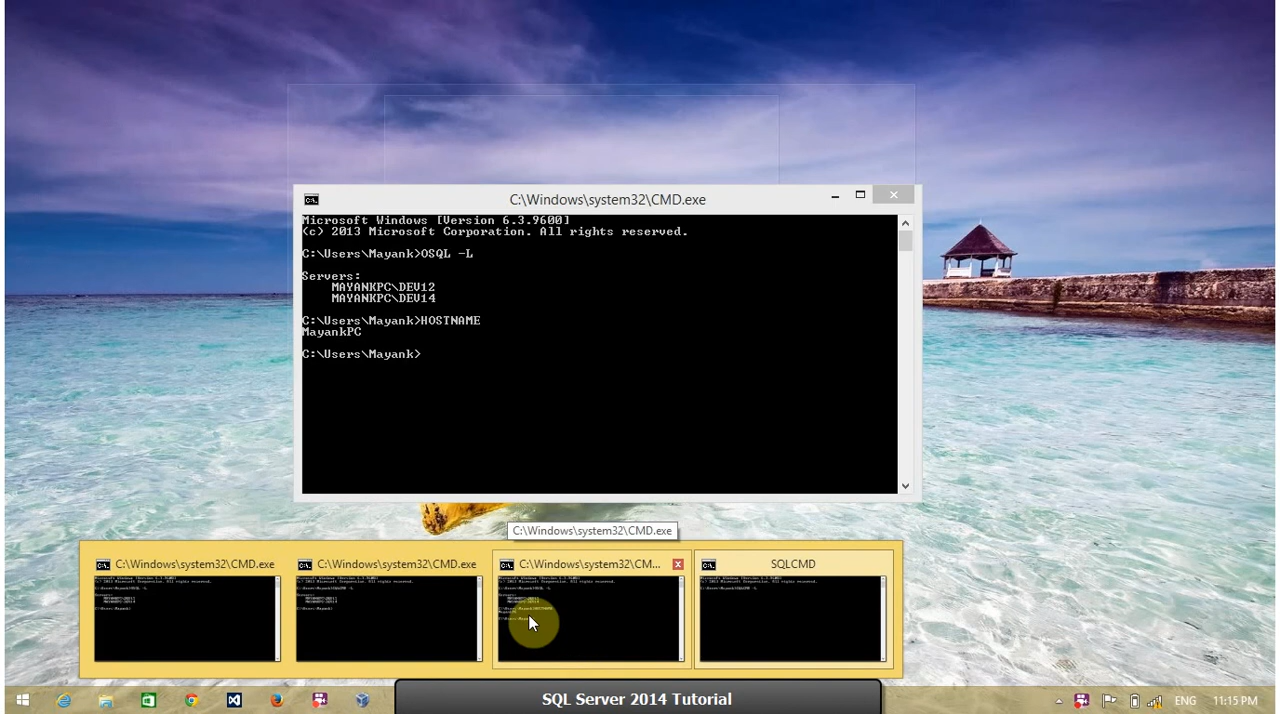 C:\Windows\system32\CMD.exe
Microsoft Windows [Version 6.3.9600]
(c) 2013 Microsoft Corporation. All rights reserved.
C:\Users\Mayank>OSQL -L
Servers:
MAYANKPC\DEV12
MAYANKPC\DEV14
C:\Users\Mayank>HOSTNAME
MayankPC
C:\Users\Mayank>
C:\Windows\system32\CMD.exe
C:\Windows\system32\CMD.exe
C:\Windows\system32\CMD.exe
C:\Windows\system32\CM...
SQLCMD
SQL Server 2014 Tutorial
ENG
11:15 PM